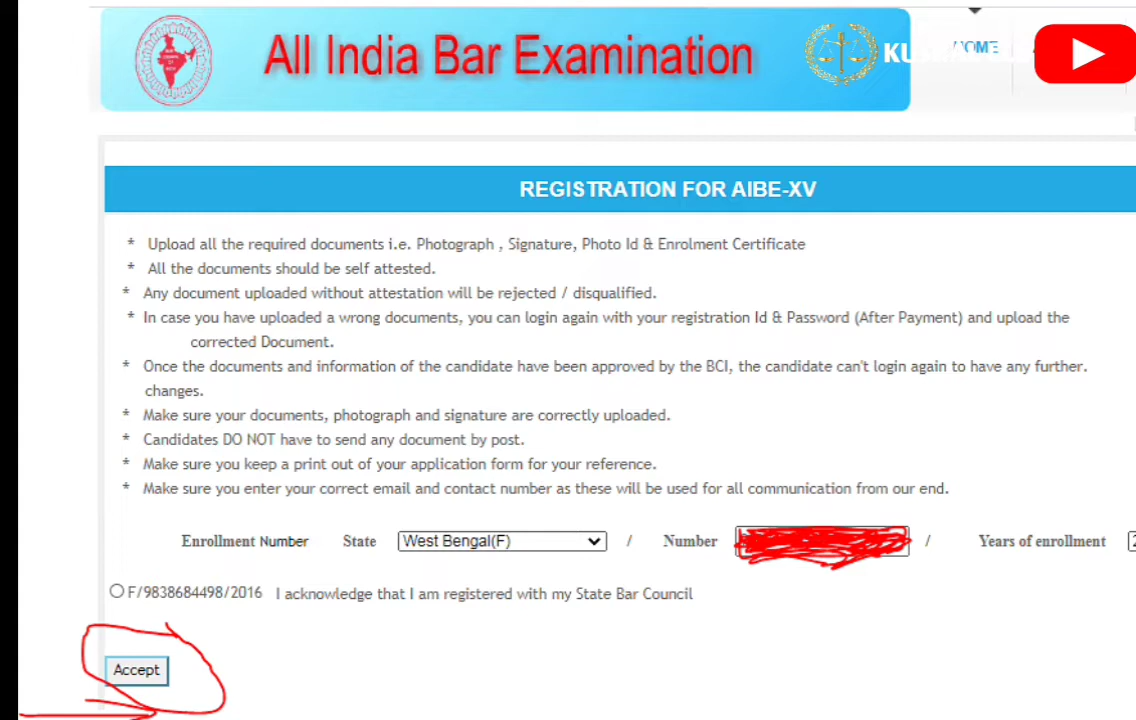 All India Bar Examination
HOME
REGISTRATION FOR AIBE-XV
* Upload all the required documents i.e. Photograph , Signature, Photo Id & Enrolment Certificate
* All the documents should be self attested.
* Any document uploaded without attestation will be rejected / disqualified.
* In case you have uploaded a wrong documents, you can login again with your registration Id & Password (After Payment) and upload the
corrected Document.
* Once the documents and information of the candidate have been approved by the BCI, the candidate can't login again to have any further.
changes.
* Make sure your documents, photograph and signature are correctly uploaded.
* Candidates DO NOT have to send any document by post.
* Make sure you keep a print out of your application form for your reference.
* Make sure you enter your correct email and contact number as these will be used for all communication from our end.
Enrollment Number State West Bengal(F) / Number / Years of enrollment
F/9838684498/2016 I acknowledge that I am registered with my State Bar Council
Accept